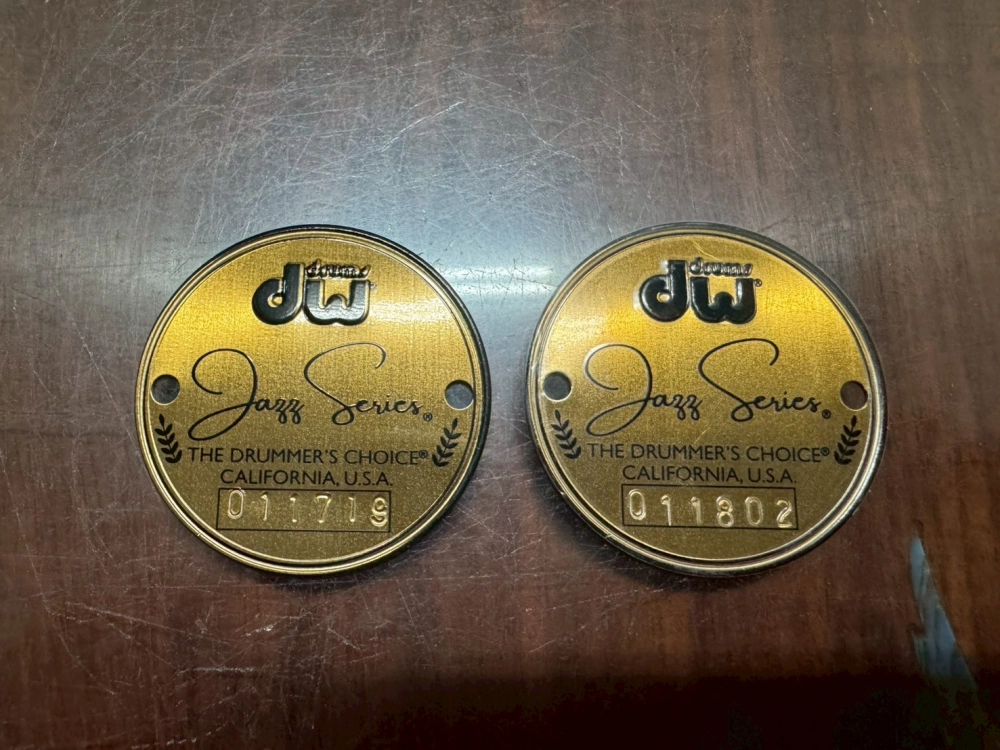 drums
dw®
Jazz Series®
THE DRUMMER'S CHOICE®
CALIFORNIA, U.S.A.
011719
drums
dw®
Jazz Series®
THE DRUMMER'S CHOICE®
CALIFORNIA, U.S.A.
011802